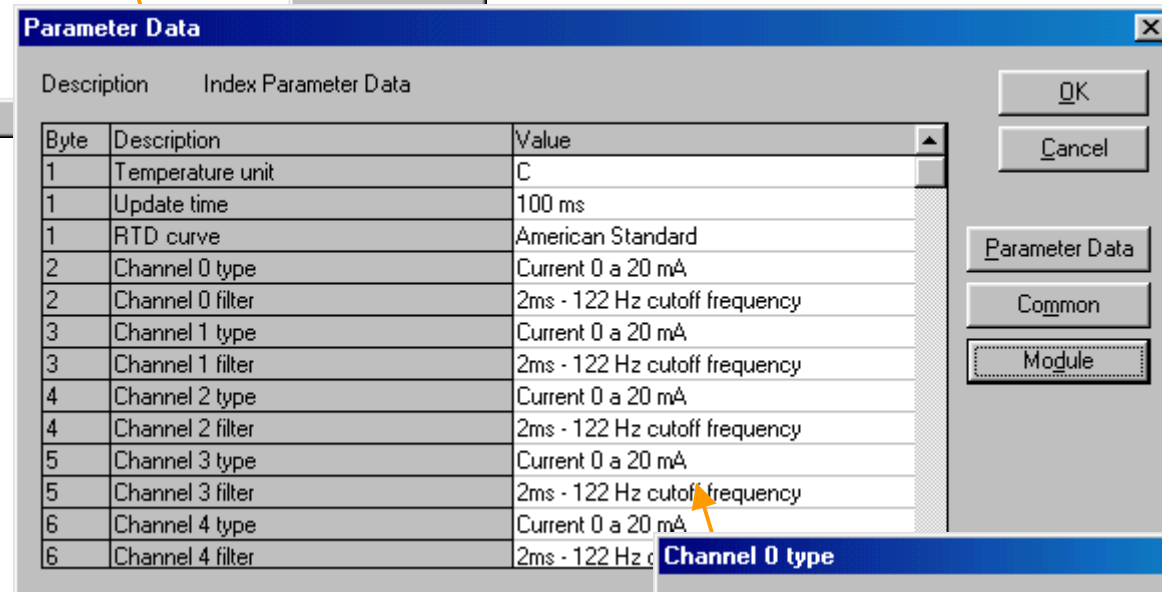 Parameter Data
Description Index Parameter Data
OK
Cancel
Byte Description Value
1 Temperature unit C
1 Update time 100 ms
1 RTD curve American Standard
2 Channel 0 type Current 0 a 20 mA
2 Channel 0 filter 2ms - 122 Hz cutoff frequency
3 Channel 1 type Current 0 a 20 mA
3 Channel 1 filter 2ms - 122 Hz cutoff frequency
4 Channel 2 type Current 0 a 20 mA
4 Channel 2 filter 2ms - 122 Hz cutoff frequency
5 Channel 3 type Current 0 a 20 mA
5 Channel 3 filter 2ms - 122 Hz cutoff frequency
6 Channel 4 type Current 0 a 20 mA
6 Channel 4 filter 2ms - 122 Hz
Parameter Data
Common
Module
Channel 0 type